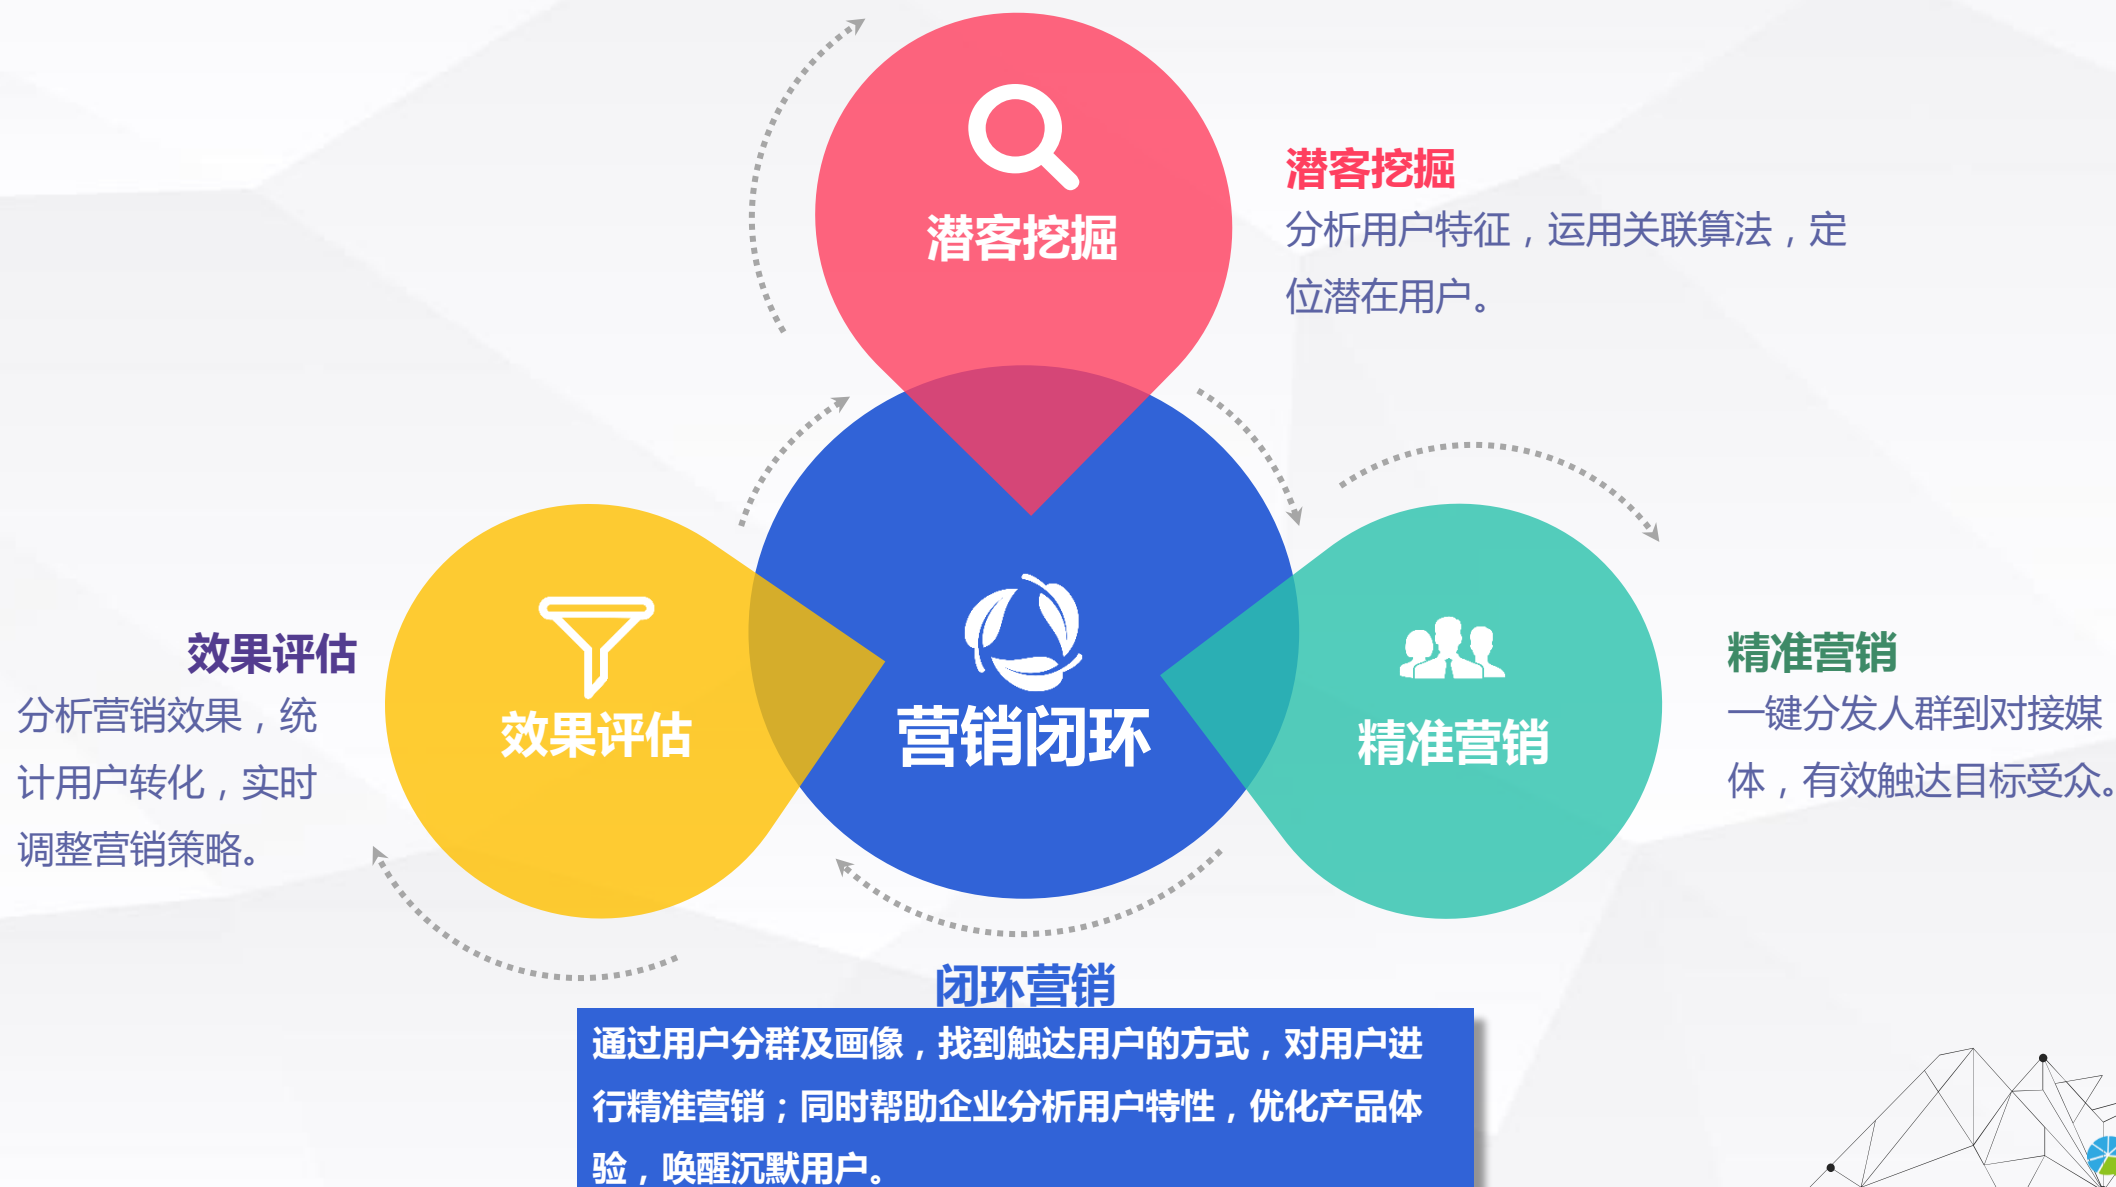 潜客挖掘
潜客挖掘
分析用户特征，运用关联算法，定
位潜在用户。
效果评估
分析营销效果，统
计用户转化，实时
调整营销策略。
效果评估
营销闭环
精准营销
精准营销
一键分发人群到对接媒
体，有效触达目标受众。
闭环营销
通过用户分群及画像，找到触达用户的方式，对用户进
行精准营销；同时帮助企业分析用户特性，优化产品体
验，唤醒沉默用户。